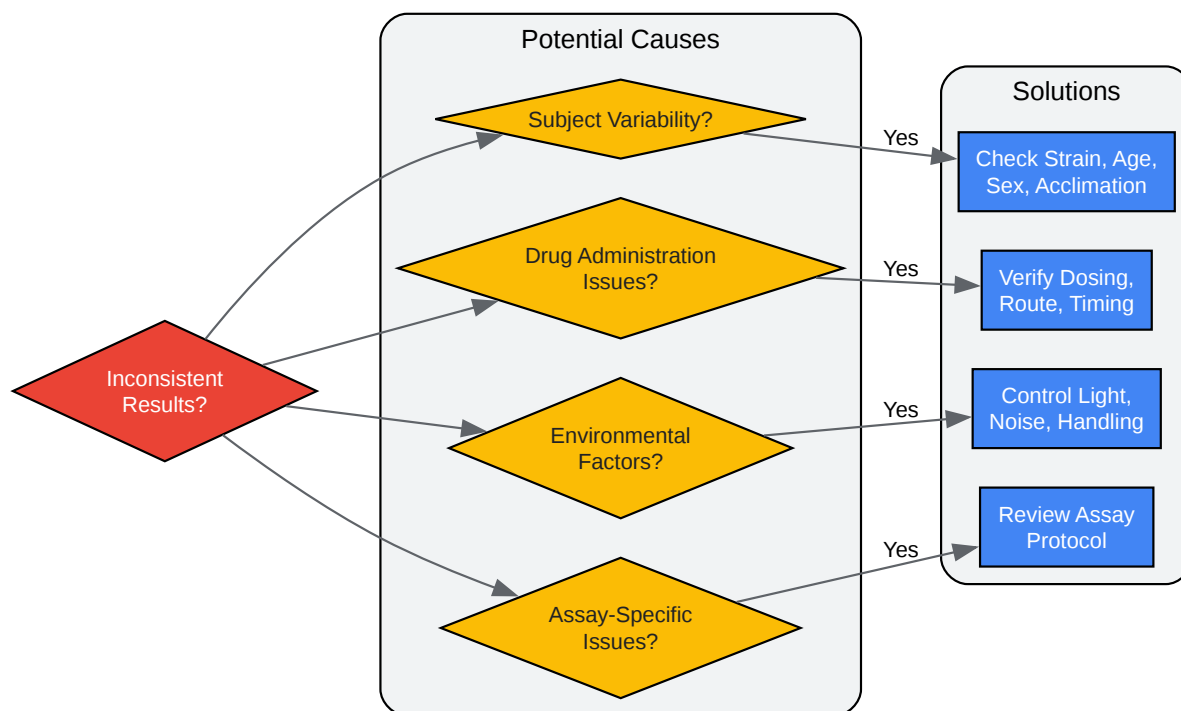 Potential Causes
Solutions
Inconsistent
Results?
Subject Variability?
Yes
Check Strain, Age,
Sex, Acclimation
Drug Administration
Issues?
Yes
Verify Dosing,
Route, Timing
Environmental
Factors?
Yes
Control Light,
Noise, Handling
Assay-Specific
Issues?
Yes
Review Assay
Protocol